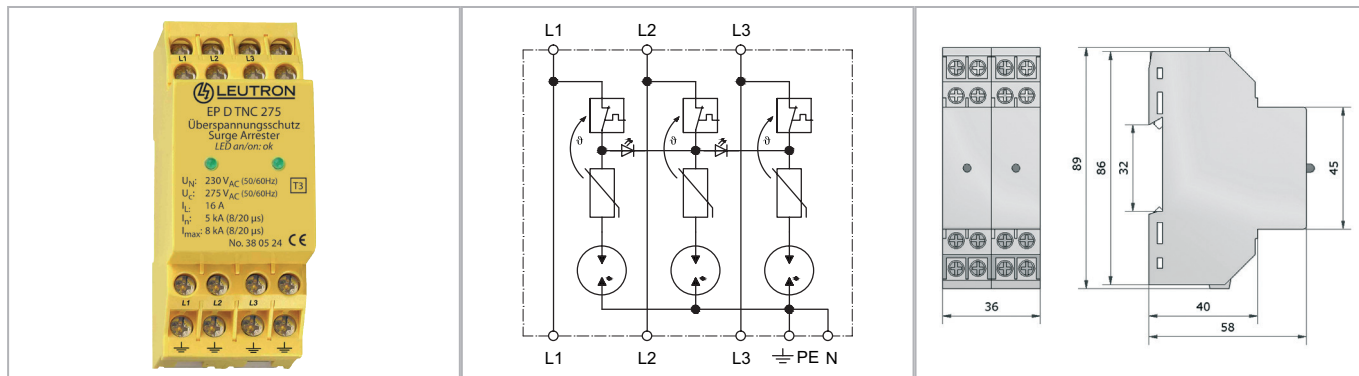 L1 L2 L3
LEUTRON
EP D TNC 275
Überspannungsschutz
Surge Arrester
LED an/on: ok
UN: 230 VAC (50/60Hz)
Uc: 275 VAC (50/60Hz)
T3
IL: 16 A
In: 5 kA (8/20 µs)
Imax: 8 kA (8/20 µs)
No. 38 05 24 CE
L1 L2 L3
L1 L2 L3
ϑ ϑ ϑ
L1 L2 L3 PE N
89
86
32
45
36
40
58